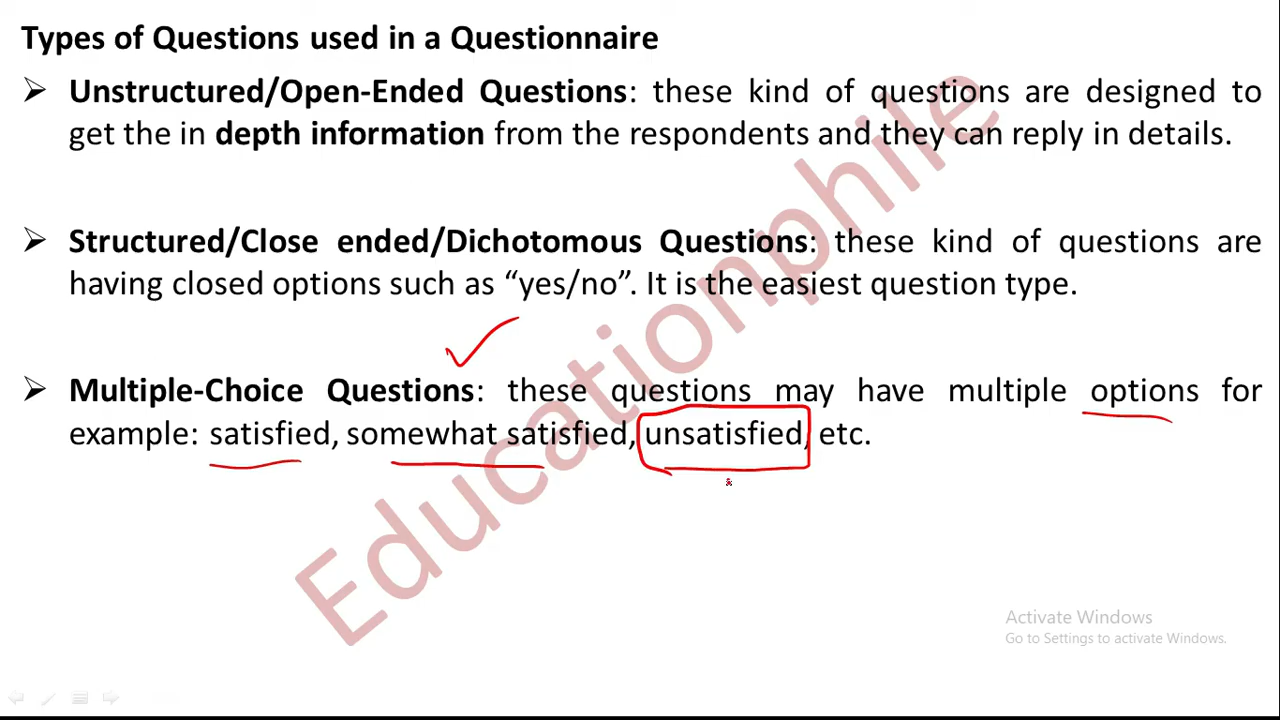 Types of Questions used in a Questionnaire
➢ Unstructured/Open-Ended Questions: these kind of questions are designed to
get the in depth information from the respondents and they can reply in details.
➢ Structured/Close ended/Dichotomous Questions: these kind of questions are
having closed options such as “yes/no”. It is the easiest question type.
➢ Multiple-Choice Questions: these questions may have multiple options for
example: satisfied, somewhat satisfied, unsatisfied, etc.
Educationphile
Activate Windows
Go to Settings to activate Windows.